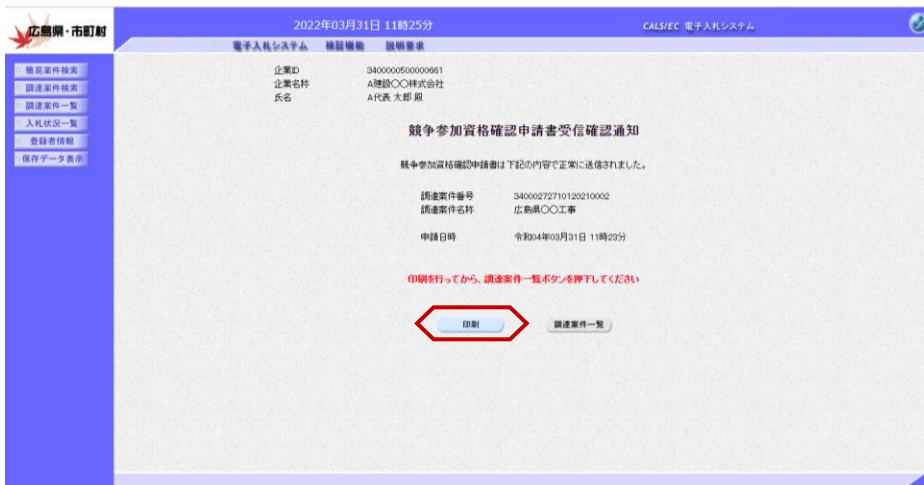 広島県・市町村
2022年03月31日 11時25分
CALS/EC 電子入札システム
電子入札システム 検証機能 説明要求
簡易案件検索
調達案件検索
調達案件一覧
入札状況一覧
登録者情報
保存データ表示
企業ID 3400000500000661
企業名称 A建設〇〇株式会社
氏名 A代表 太郎 殿
競争参加資格確認申請書受信確認通知
競争参加資格確認申請書は下記の内容で正常に送信されました。
調達案件番号 34000272710120210002
調達案件名称 広島県〇〇工事
申請日時 令和04年03月31日 11時23分
印刷を行ってから、調達案件一覧ボタンを押下してください
印刷 調達案件一覧